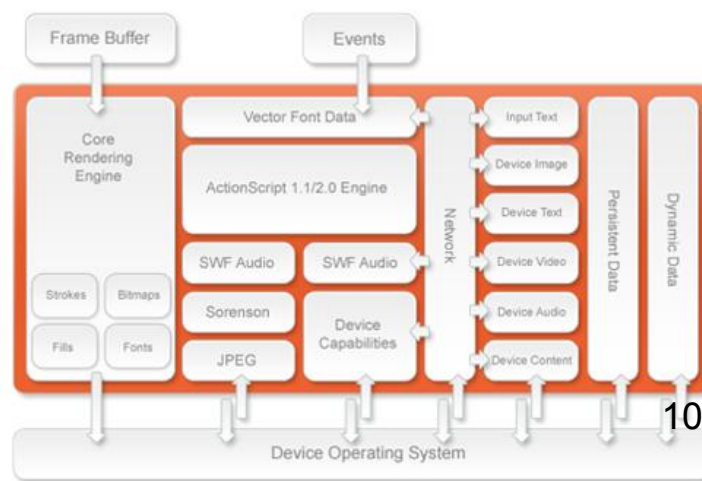 Frame Buffer
Events
Core
Rendering
Engine
Strokes
Bitmaps
Fills
Fonts
Vector Font Data
ActionScript 1.1/2.0 Engine
SWF Audio
SWF Audio
Sorenson
JPEG
Device
Capabilities
Network
Input Text
Device Image
Device Text
Device Video
Device Audio
Device Content
Persistent Data
Dynamic Data
10
Device Operating System